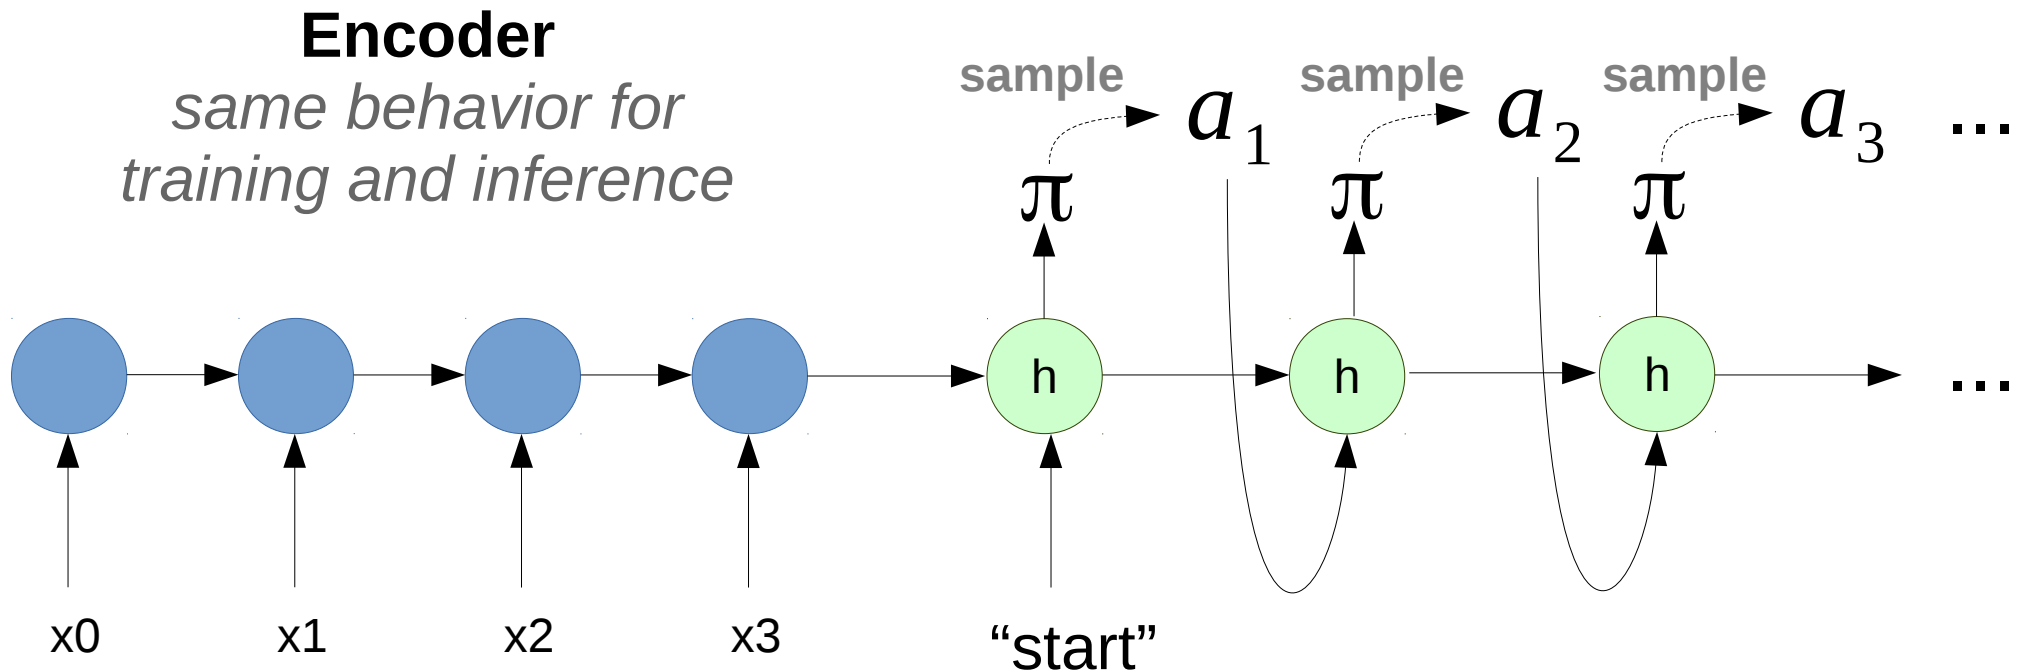 Encoder
same behavior for
training and inference
sample sample sample
a1 a2 a3 ...
π π π
h h h ...
x0 x1 x2 x3 “start”